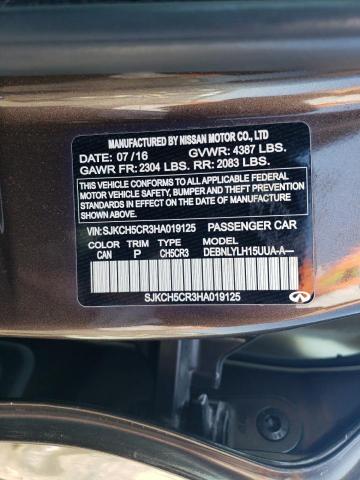 MANUFACTURED BY NISSAN MOTOR CO., LTD
DATE: 07/16 GVWR: 4387 LBS.
GAWR FR: 2304 LBS. RR: 2083 LBS.
THIS VEHICLE CONFORMS TO ALL APPLICABLE FEDERAL
MOTOR VEHICLE SAFETY, BUMPER AND THEFT PREVENTION
STANDARDS IN EFFECT ON THE DATE OF
MANUFACTURE SHOWN ABOVE.
VIN: SJKCH5CR3HA019125 PASSENGER CAR
COLOR TRIM MODEL
CAN P CH5CR3 DEBNLYLH15UUA-A—
SJKCH5CR3HA019125